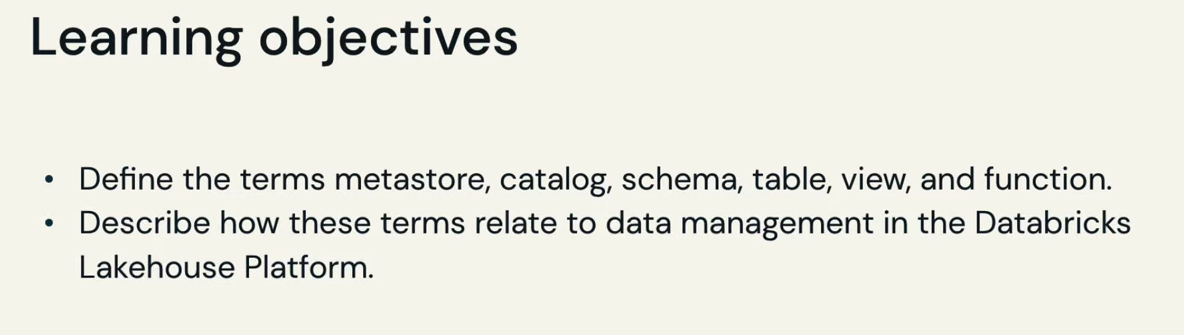 Learning objectives
• Define the terms metastore, catalog, schema, table, view, and function.
• Describe how these terms relate to data management in the Databricks
Lakehouse Platform.